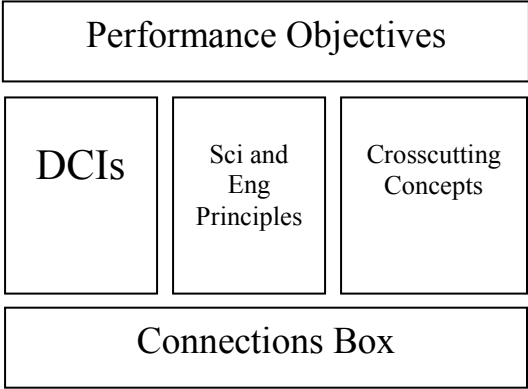 Performance Objectives
DCIs
Sci and
Eng
Principles
Crosscutting
Concepts
Connections Box